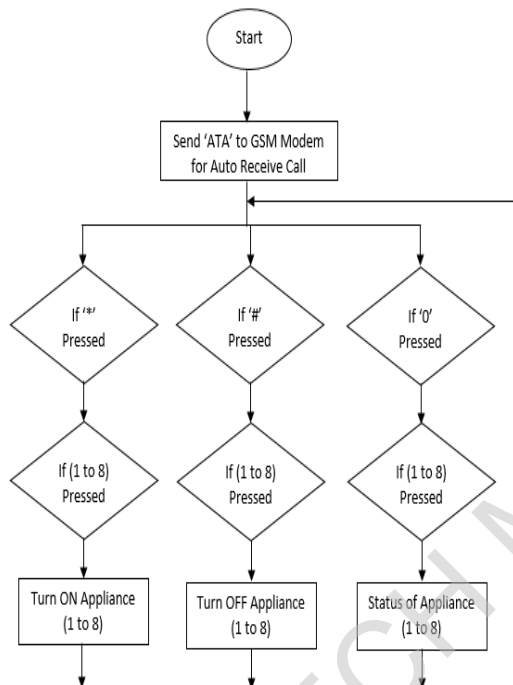 Start
Send ‘ATA’ to GSM Modem
for Auto Receive Call
If ‘*’
Pressed
If ‘#’
Pressed
If ‘0’
Pressed
If (1 to 8)
Pressed
If (1 to 8)
Pressed
If (1 to 8)
Pressed
Turn ON Appliance
(1 to 8)
Turn OFF Appliance
(1 to 8)
Status of Appliance
(1 to 8)